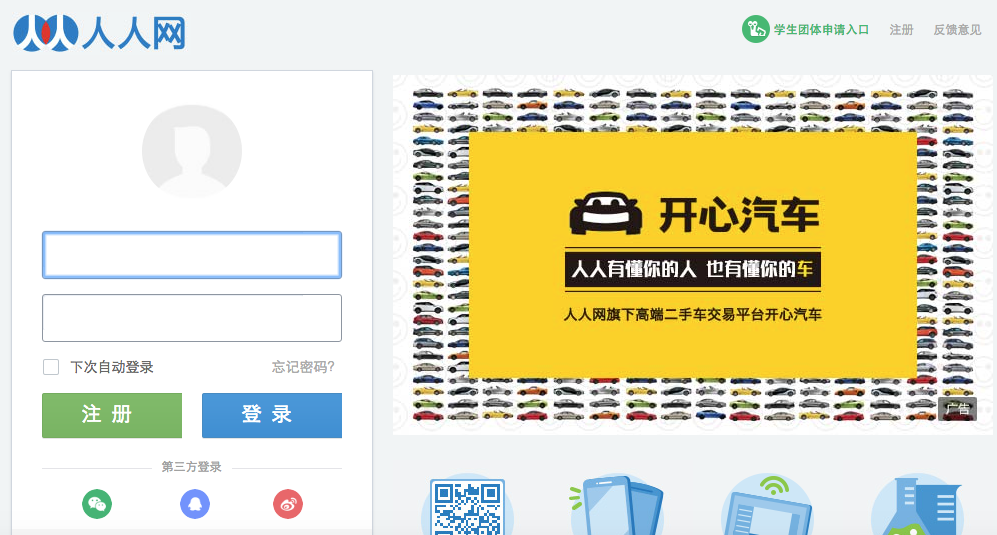 人人网
学生团体申请入口 注册 反馈意见
开心汽车
人人有懂你的人 也有懂你的车
人人网旗下高端二手车交易平台开心汽车
广告
下次自动登录 忘记密码?
注 册 登 录
第三方登录